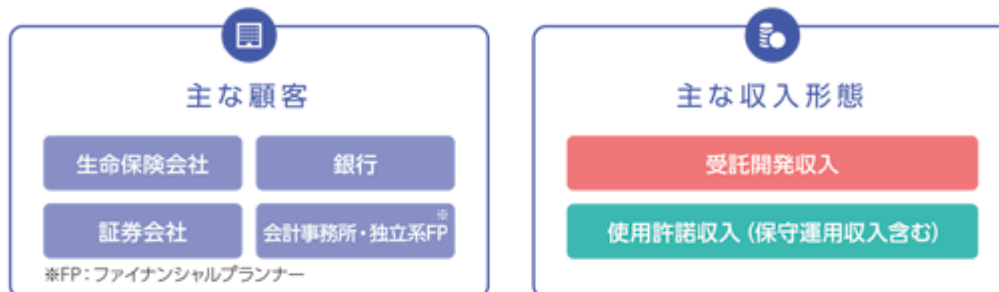 主な顧客
生命保険会社
銀行
証券会社
会計事務所・独立系FP※
※FP：ファイナンシャルプランナー
主な収入形態
受託開発収入
使用許諾収入（保守運用収入含む）